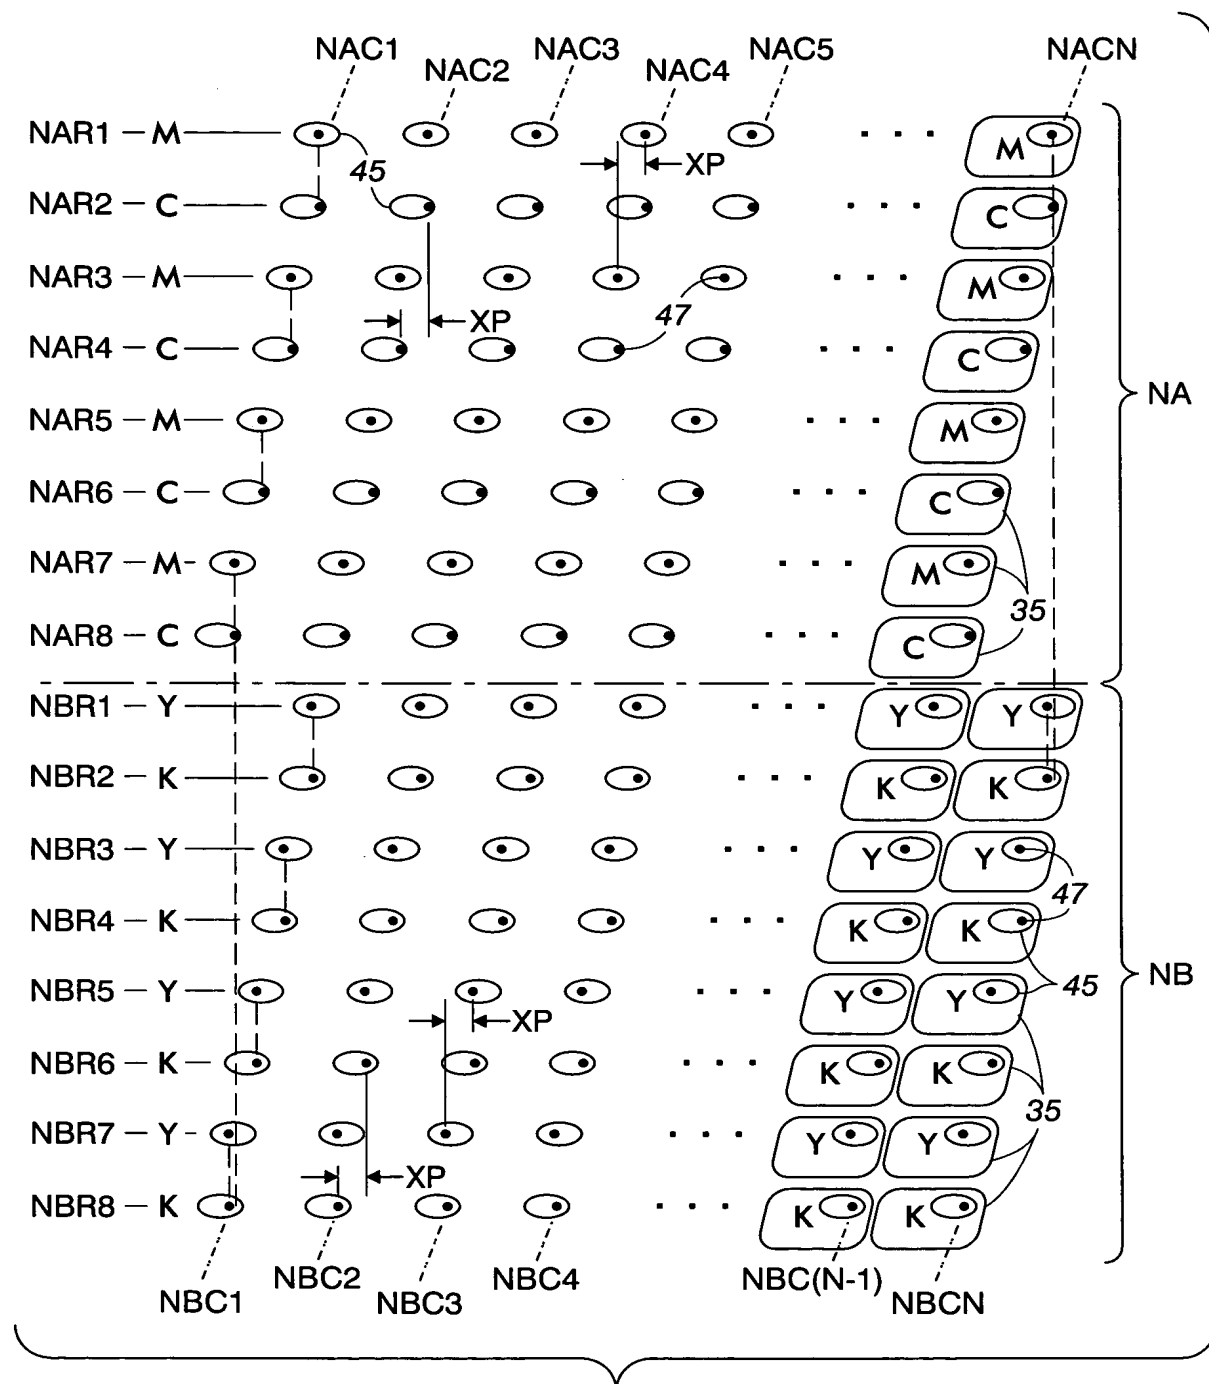 NAC1 NAC2 NAC3 NAC4 NAC5 NACN
NAR1 — M M
45 XP
NAR2 — C C
NAR3 — M M
XP 47
NAR4 — C C
NA
NAR5 — M M
NAR6 — C C
NAR7 — M M
35
NAR8 — C C
NBR1 — Y Y Y
NBR2 — K K K
NBR3 — Y Y Y
47
NBR4 — K K K
45 NB
NBR5 — Y Y Y
XP
NBR6 — K K K
35
NBR7 — Y Y Y
XP
NBR8 — K K K
NBC1 NBC2 NBC3 NBC4 NBC(N-1) NBCN